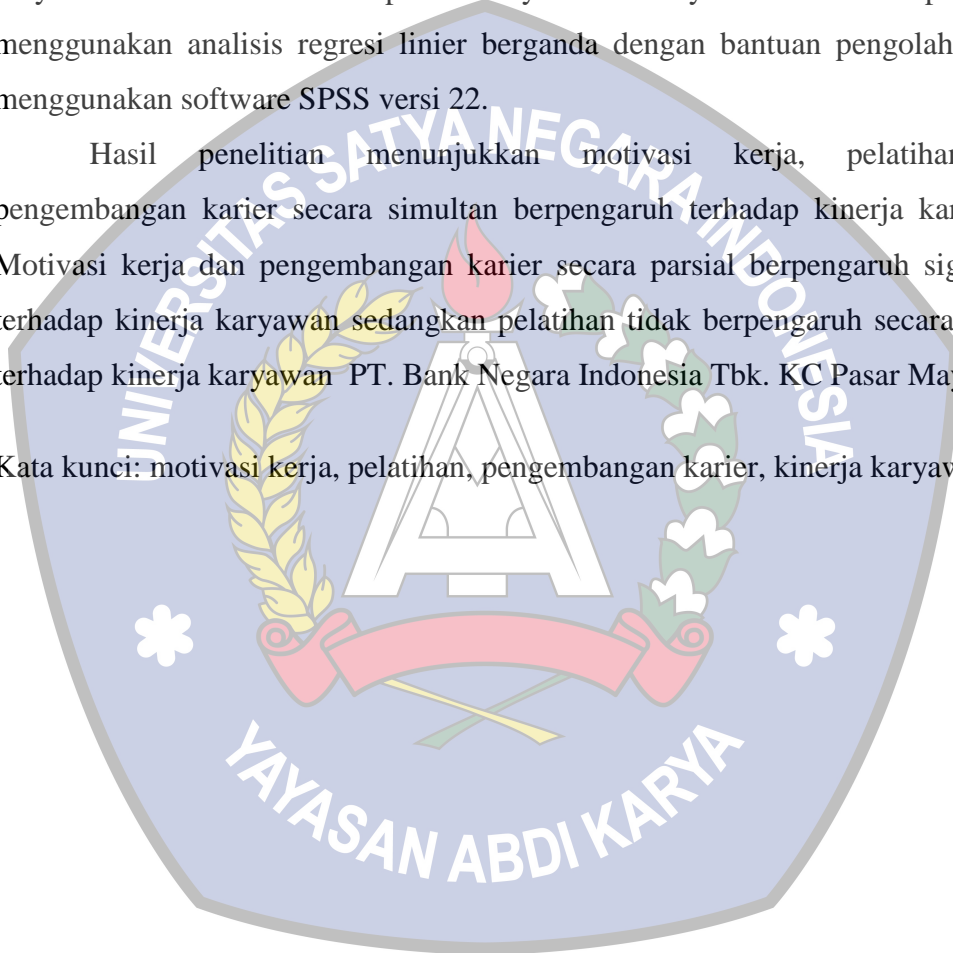 menggunakan analisis regresi linier berganda dengan bantuan pengolah
menggunakan software SPSS versi 22.
Hasil penelitian menunjukkan motivasi kerja, pelatihan
pengembangan karier secara simultan berpengaruh terhadap kinerja kar
Motivasi kerja dan pengembangan karier secara parsial berpengaruh sig
terhadap kinerja karyawan sedangkan pelatihan tidak berpengaruh secara
terhadap kinerja karyawan PT. Bank Negara Indonesia Tbk. KC Pasar May
Kata kunci: motivasi kerja, pelatihan, pengembangan karier, kinerja karyaw
UNIVERSITAS SATYA NEGARA INDONESIA
YAYASAN ABDI KARYA